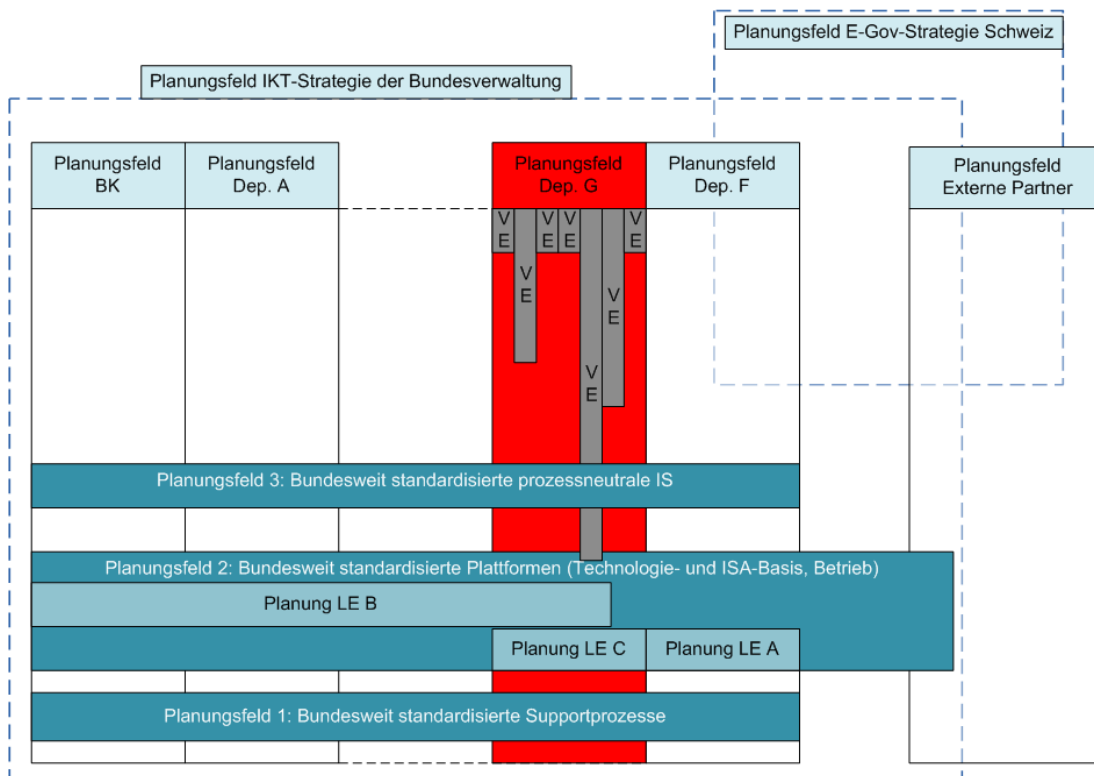 Planungsfeld E-Gov-Strategie Schweiz
Planungsfeld IKT-Strategie der Bundesverwaltung
Planungsfeld
BK
Planungsfeld
Dep. A
Planungsfeld
Dep. G
Planungsfeld
Dep. F
Planungsfeld
Externe Partner
V
E
V
E
V
E
V
E
V
E
V
E
V
E
Planungsfeld 3: Bundesweit standardisierte prozessneutrale IS
Planungsfeld 2: Bundesweit standardisierte Plattformen (Technologie- und ISA-Basis, Betrieb)
Planung LE B
Planung LE C
Planung LE A
Planungsfeld 1: Bundesweit standardisierte Supportprozesse